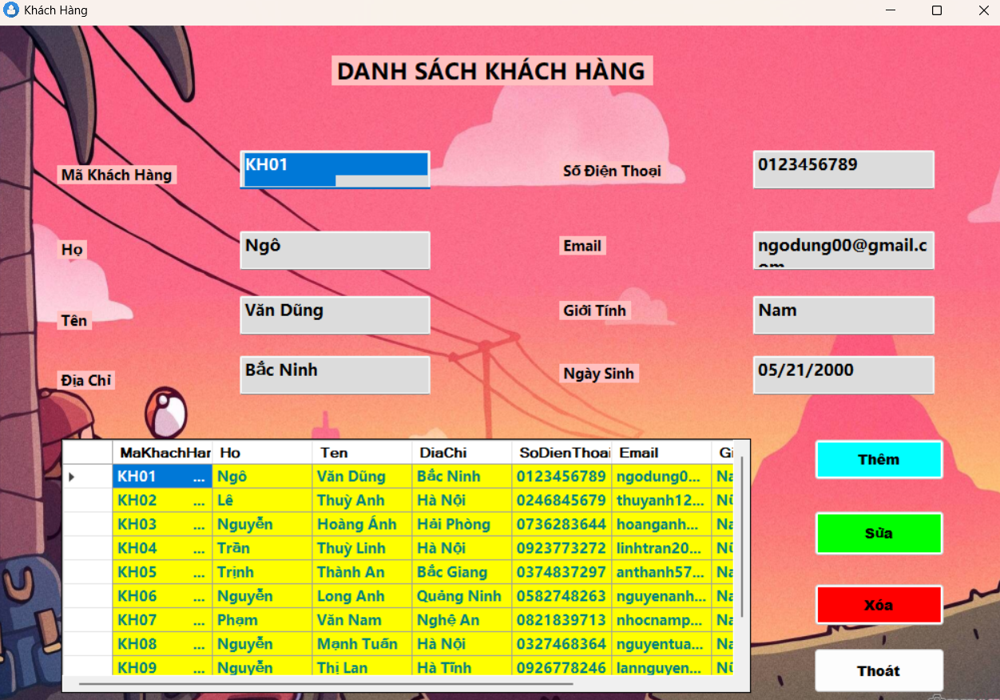 Khách Hàng
DANH SÁCH KHÁCH HÀNG
Mã Khách Hàng KH01 Số Điện Thoại 0123456789
Họ Ngô Email ngodung00@gmail.c
om
Tên Văn Dũng Giới Tính Nam
Địa Chỉ Bắc Ninh Ngày Sinh 05/21/2000
MaKhachHar Ho Ten DiaChi SoDienThoai Email Gi
KH01 ... Ngô Văn Dũng Bắc Ninh 0123456789 ngodung0... Na
KH02 ... Lê Thuỳ Anh Hà Nội 0246845679 thuyanh12... Nữ
KH03 ... Nguyễn Hoàng Ánh Hải Phòng 0736283644 hoanganh... Na
KH04 ... Trần Thuỳ Linh Hà Nội 0923773272 linhtran20... Nữ
KH05 ... Trịnh Thành An Bắc Giang 0374837297 anthanh57... Na
KH06 ... Nguyễn Long Anh Quảng Ninh 0582748263 nguyenanh... Na
KH07 ... Phạm Văn Nam Nghệ An 0821839713 nhocnamp... Na
KH08 ... Nguyễn Mạnh Tuấn Hà Nội 0327468364 nguyentua... Na
KH09 ... Nguyễn Thị Lan Hà Tĩnh 0926778246 lannguyen... Nữ
Thêm
Sửa
Xóa
Thoát